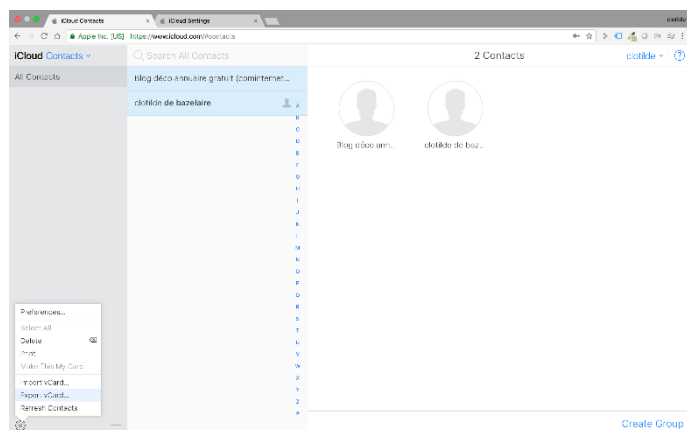 iCloud Contacts
iCloud Settings
clotilde
Apple Inc. [US]
https://www.icloud.com/#contacts
iCloud Contacts
Search All Contacts
2 Contacts
clotilde
?
All Contacts
Blog déco annuaire gratuit (cominternet...
clotilde de bazelaire
A
B
C
D
E
F
G
H
I
J
K
L
M
N
O
P
Q
R
S
T
U
V
W
X
Y
Z
#
Blog déco ann...
clotilde de baz...
Preferences...
Select All
Delete
Print
Make This My Card
Import vCard...
Export vCard...
Refresh Contacts
Create Group